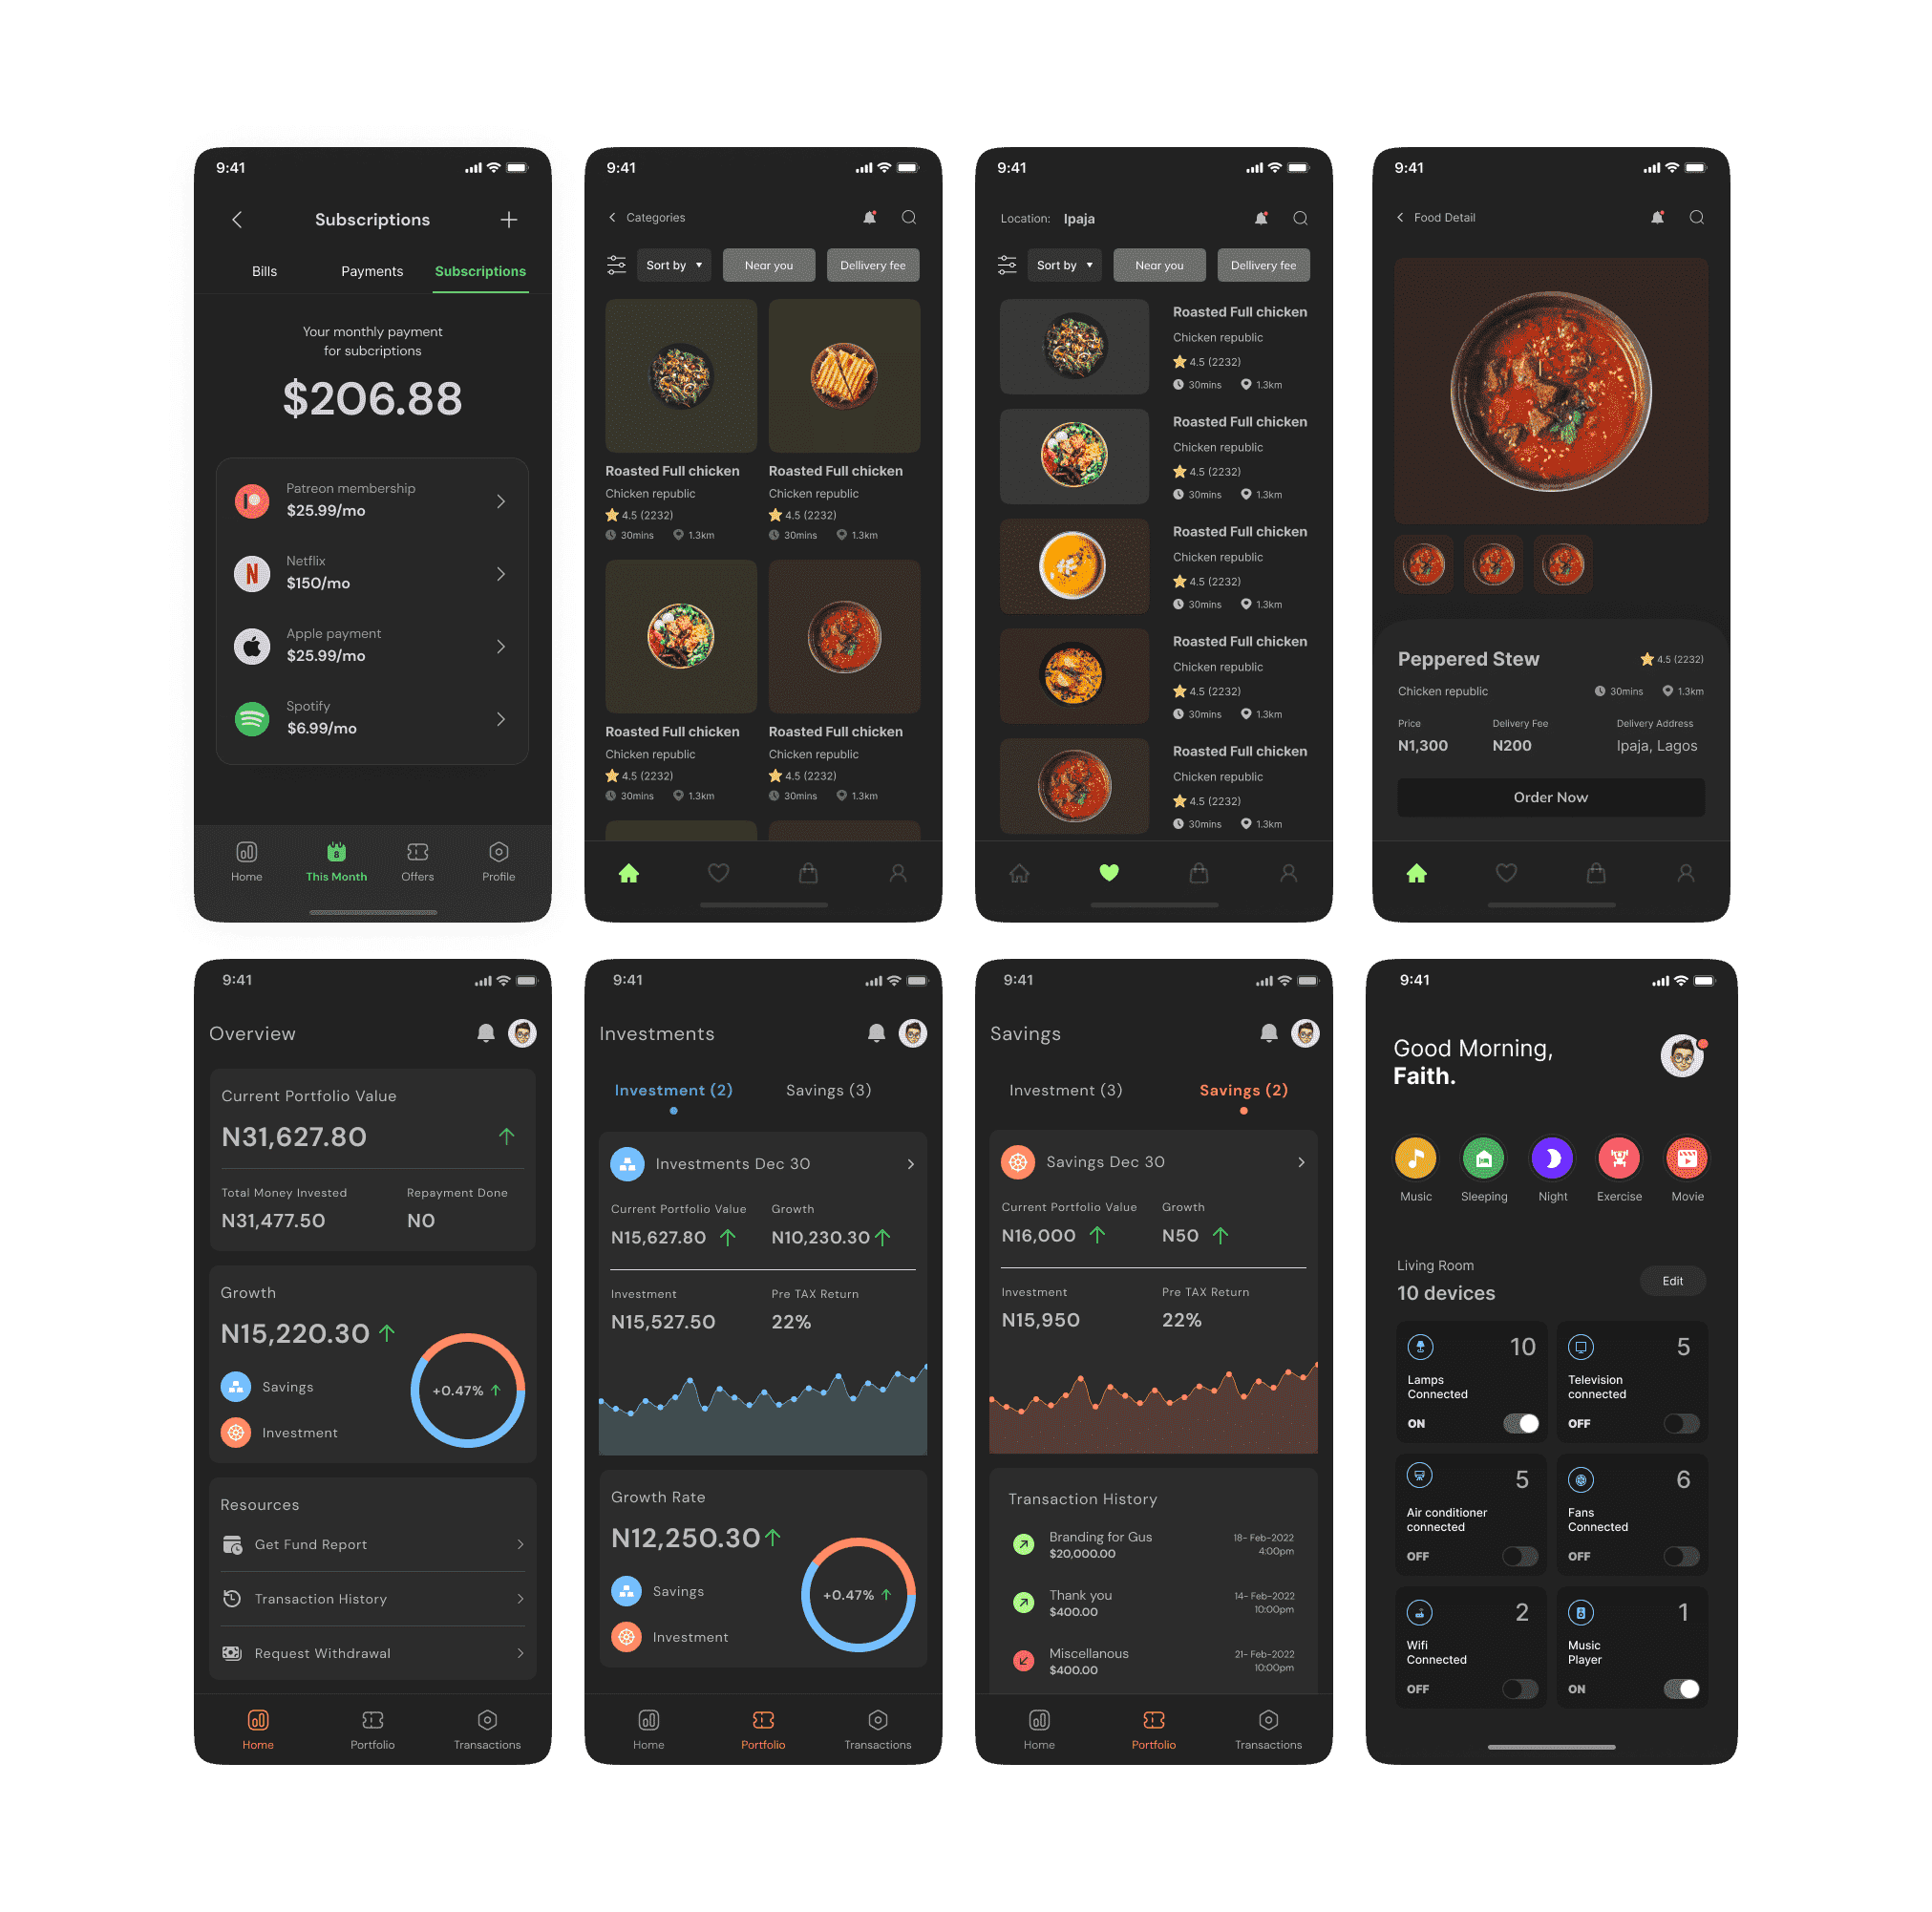 9:41
Subscriptions
Bills Payments Subscriptions
Your monthly payment
for subcriptions
$206.88
Patreon membership
$25.99/mo
Netflix
$150/mo
Apple payment
$25.99/mo
Spotify
$6.99/mo
8
Home This Month Offers Profile
9:41
Categories
Sort by Near you Dellivery fee
Roasted Full chicken Roasted Full chicken
Chicken republic Chicken republic
4.5 (2232) 4.5 (2232)
30mins 1.3km 30mins 1.3km
Roasted Full chicken Roasted Full chicken
Chicken republic Chicken republic
4.5 (2232) 4.5 (2232)
30mins 1.3km 30mins 1.3km
9:41
Location: Ipaja
Sort by Near you Dellivery fee
Roasted Full chicken
Chicken republic
4.5 (2232)
30mins 1.3km
Roasted Full chicken
Chicken republic
4.5 (2232)
30mins 1.3km
Roasted Full chicken
Chicken republic
4.5 (2232)
30mins 1.3km
Roasted Full chicken
Chicken republic
4.5 (2232)
30mins 1.3km
Roasted Full chicken
Chicken republic
4.5 (2232)
30mins 1.3km
9:41
Food Detail
Peppered Stew 4.5 (2232)
Chicken republic 30mins 1.3km
Price Delivery Fee Delivery Address
N1,300 N200 Ipaja, Lagos
Order Now
9:41
Overview
Current Portfolio Value
N31,627.80
Total Money Invested Repayment Done
N31,477.50 N0
Growth
N15,220.30
Savings
+0.47%
Investment
Resources
Get Fund Report
Transaction History
Request Withdrawal
Home Portfolio Transactions
9:41
Investments
Investment (2) Savings (3)
Investments Dec 30
Current Portfolio Value Growth
N15,627.80 N10,230.30
Investment Pre TAX Return
N15,527.50 22%
Growth Rate
N12,250.30
Savings
+0.47%
Investment
Home Portfolio Transactions
9:41
Savings
Investment (3) Savings (2)
Savings Dec 30
Current Portfolio Value Growth
N16,000 N50
Investment Pre TAX Return
N15,950 22%
Transaction History
Branding for Gus 18- Feb-2022
$20,000.00 4:00pm
Thank you 14- Feb-2022
$400.00 10:00pm
Miscellanous 21- Feb-2022
$400.00 10:00pm
Home Portfolio Transactions
9:41
Good Morning,
Faith.
Music Sleeping Night Exercise Movie
Living Room
10 devices
Edit
10 5
Lamps Television
Connected connected
ON OFF
5 6
Air conditioner Fans
connected Connected
OFF OFF
2 1
Wifi Music
Connected Player
OFF ON